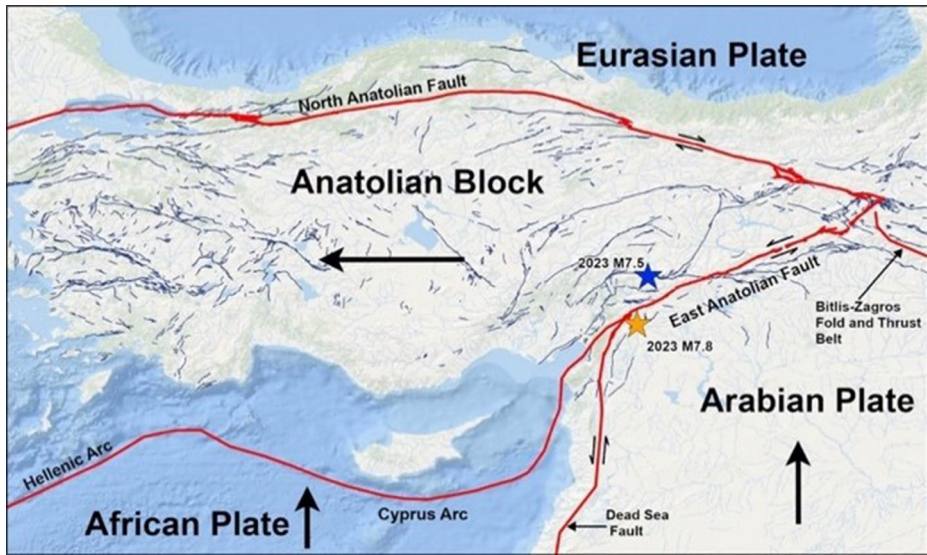 Eurasian Plate
North Anatolian Fault
Anatolian Block
2023 M7.5
East Anatolian Fault
2023 M7.8
Bitlis-Zagros
Fold and Thrust
Belt
Arabian Plate
Hellenic Arc
African Plate
Cyprus Arc
Dead Sea
Fault